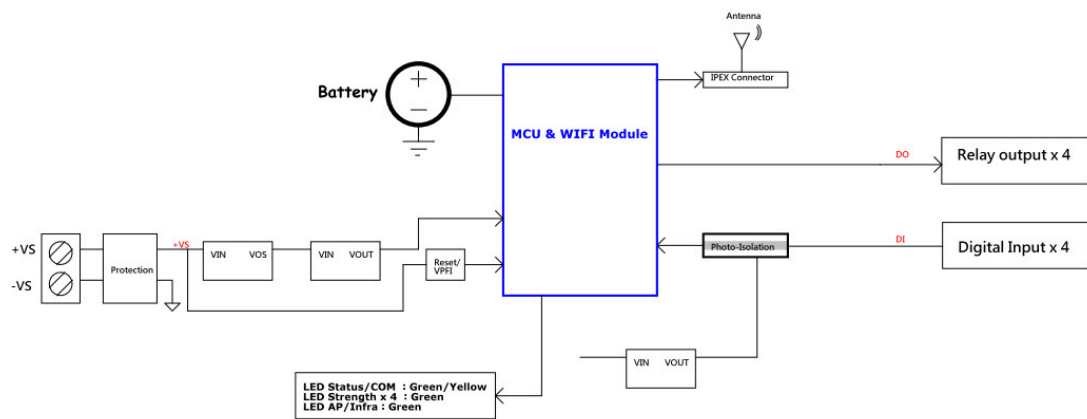 Antenna
IPEX Connector
Battery
+
−
MCU & WIFI Module
DO
Relay output x 4
+VS
-VS
Protection
+VS
VIN VOS
VIN VOUT
Reset/
VPFI
Photo-Isolation
DI
Digital Input x 4
VIN VOUT
LED Status/COM : Green/Yellow
LED Strength x 4 : Green
LED AP/Infra : Green